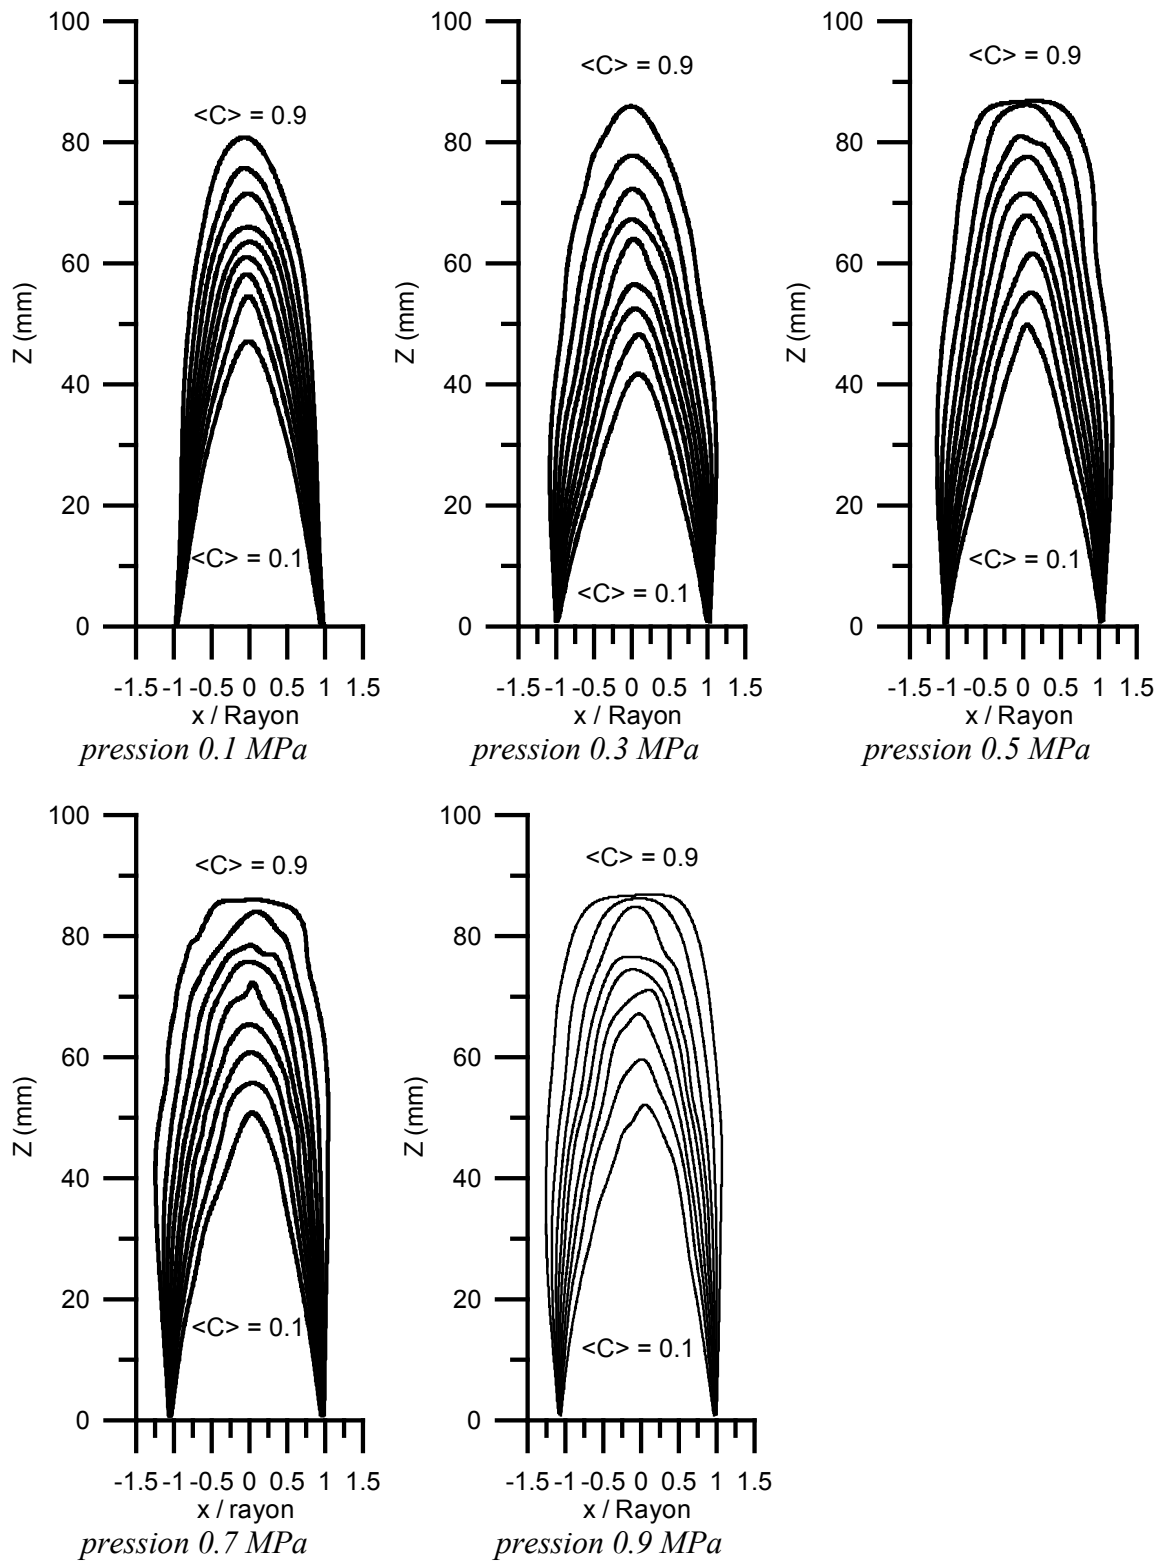 100
80
60
40
20
0
Z (mm)
<C> = 0.9
<C> = 0.1
-1.5 -1 -0.5 0 0.5 1 1.5
x / Rayon
pression 0.1 MPa
100
80
60
40
20
0
Z (mm)
<C> = 0.9
<C> = 0.1
-1.5 -1 -0.5 0 0.5 1 1.5
x / Rayon
pression 0.3 MPa
100
80
60
40
20
0
Z (mm)
<C> = 0.9
<C> = 0.1
-1.5 -1 -0.5 0 0.5 1 1.5
x / Rayon
pression 0.5 MPa
100
80
60
40
20
0
Z (mm)
<C> = 0.9
<C> = 0.1
-1.5 -1 -0.5 0 0.5 1 1.5
x / rayon
pression 0.7 MPa
100
80
60
40
20
0
Z (mm)
<C> = 0.9
<C> = 0.1
-1.5 -1 -0.5 0 0.5 1 1.5
x / Rayon
pression 0.9 MPa